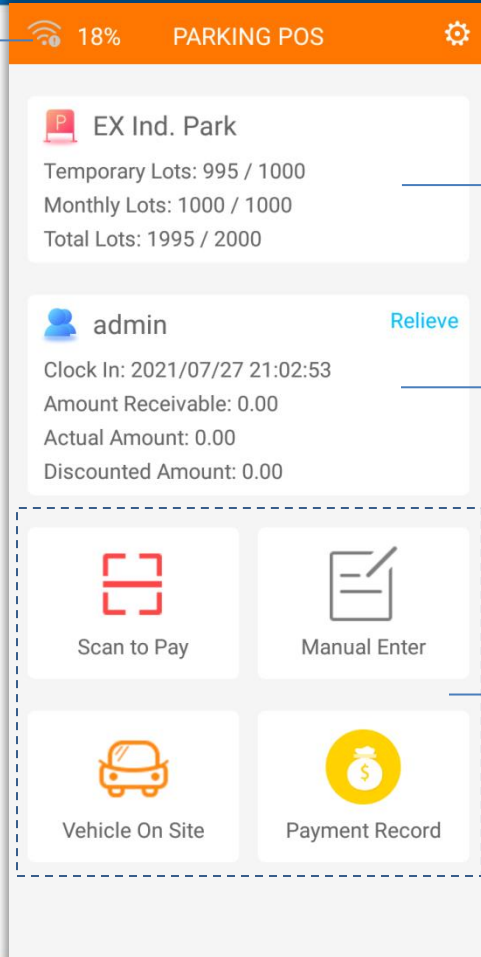 18% PARKING POS
P EX Ind. Park
Temporary Lots: 995 / 1000
Monthly Lots: 1000 / 1000
Total Lots: 1995 / 2000
admin Relieve
Clock In: 2021/07/27 21:02:53
Amount Receivable: 0.00
Actual Amount: 0.00
Discounted Amount: 0.00
Scan to Pay Manual Enter
$
Vehicle On Site Payment Record